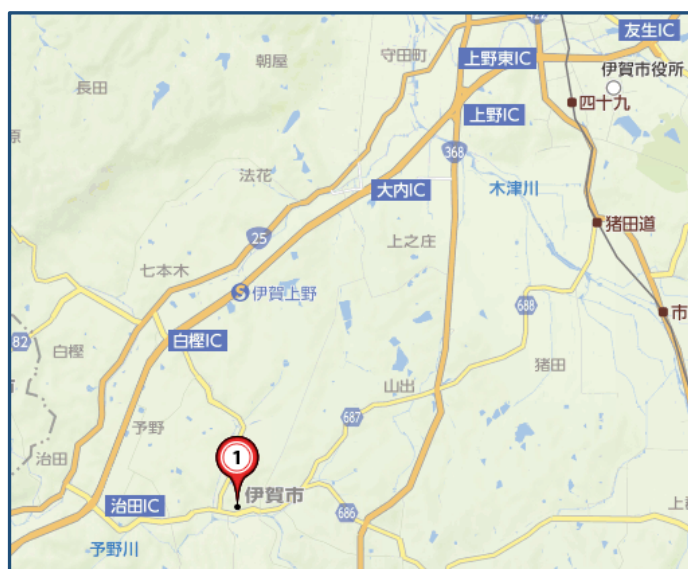 422
友生IC
守田町
上野東IC
朝屋
伊賀市役所
長田
四十九
上野IC
368
法花
大内IC
木津川
猪田道
25
上之庄
七本木
S 伊賀上野
688
市
82
白樫IC
白樫
猪田
山出
687
予野
治田
1
伊賀市
治田IC
686
予野川